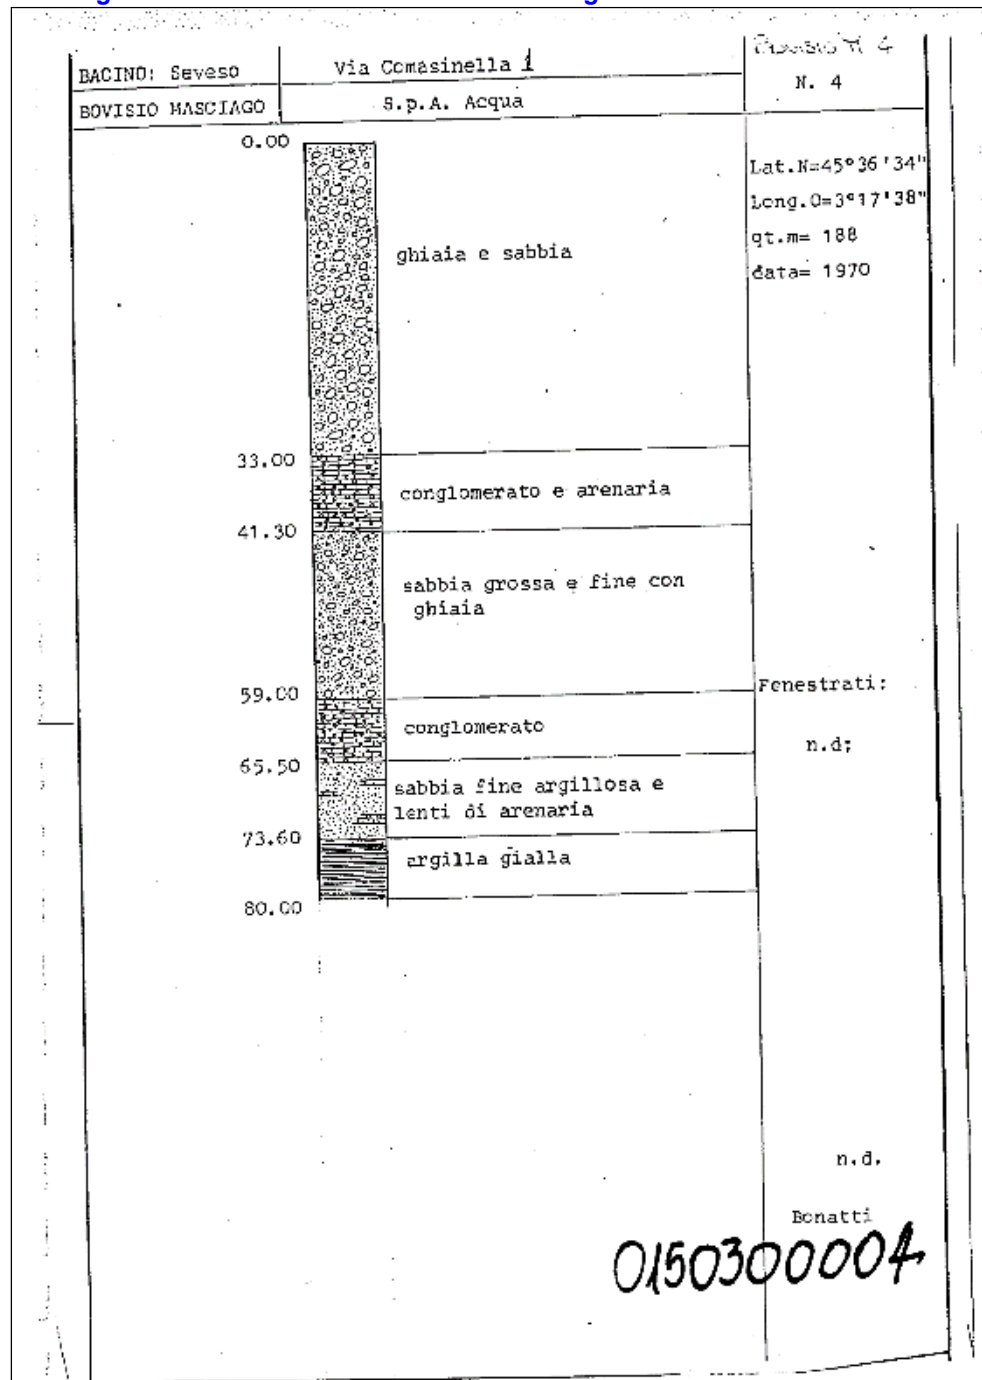 BACINO: Seveso
Via Comasinella 1
N. 4
BOVISIO MASCIAGO
S.p.A. Acqua
0.00
Lat.N=45°36'34"
Long.O=3°17'38"
qt.m= 188
data= 1970
ghiaia e sabbia
33.00
conglomerato e arenaria
41.30
sabbia grossa e fine con
ghiaia
59.00
Fenestrati:
conglomerato
n.d;
65.50
sabbia fine argillosa e
lenti di arenaria
73.60
argilla gialla
80.00
n.d.
Bonatti
0150300004